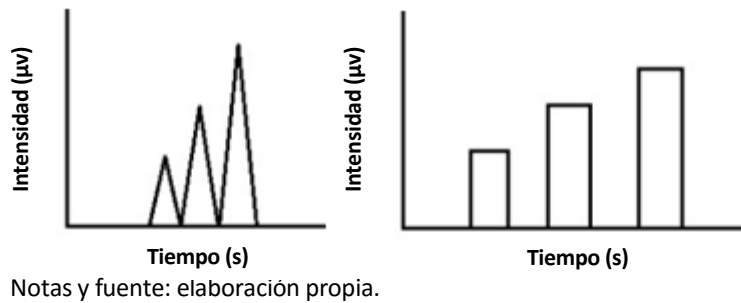 Intensidad (µv)
Tiempo (s)
Intensidad (µv)
Tiempo (s)
Notas y fuente: elaboración propia.